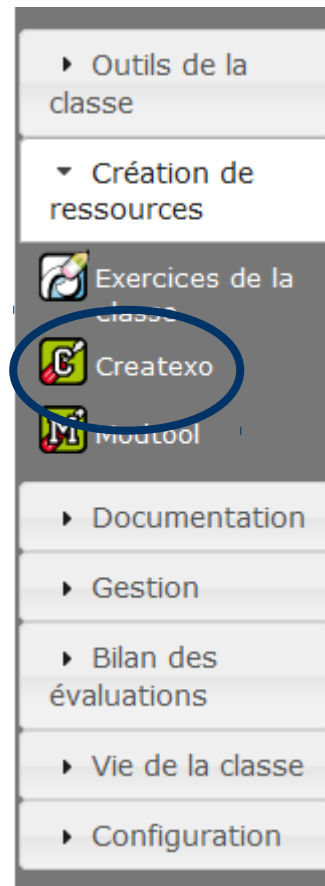 Outils de la
classe
Création de
ressources
Exercices de la
classe
Createxo
Modtool
Documentation
Gestion
Bilan des
évaluations
Vie de la classe
Configuration